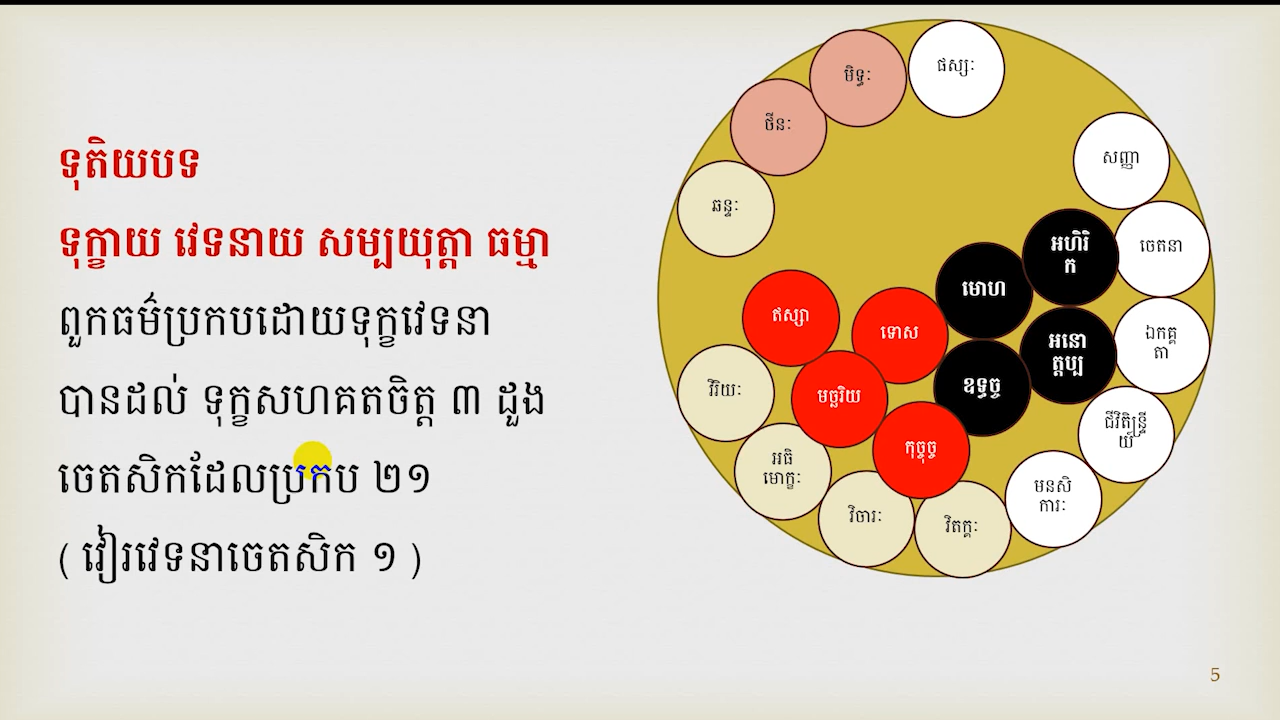 ទុតិយបទ
ទុក្ខាយ វេទនាយ សម្បយុត្តា ធម្មា
ពួកធម៌ប្រកបដោយទុក្ខវេទនា
បានដល់ ទុក្ខសហគតចិត្ត ៣ ដួង
ចេតសិកដែលប្រកប ២១
( វៀរវេទនាចេតសិក ១ )
ផស្សៈ
មិទ្ធៈ
ថីនៈ
ឆន្ទៈ
សញ្ញា
ចេតនា
អហិរិ
ក
មោហ
ឯកគ្គ
តា
អនោ
ត្តប្ប
ឧទ្ធច្ច
ទោស
ឥស្សា
មច្ឆរិយ
កុច្ចុច្ច
វីរិយៈ
អធិ
មោក្ខៈ
វិចារៈ
វិតក្កៈ
មនសិ
ការៈ
ជីវិតិន្ទ្រី
យ៍
5